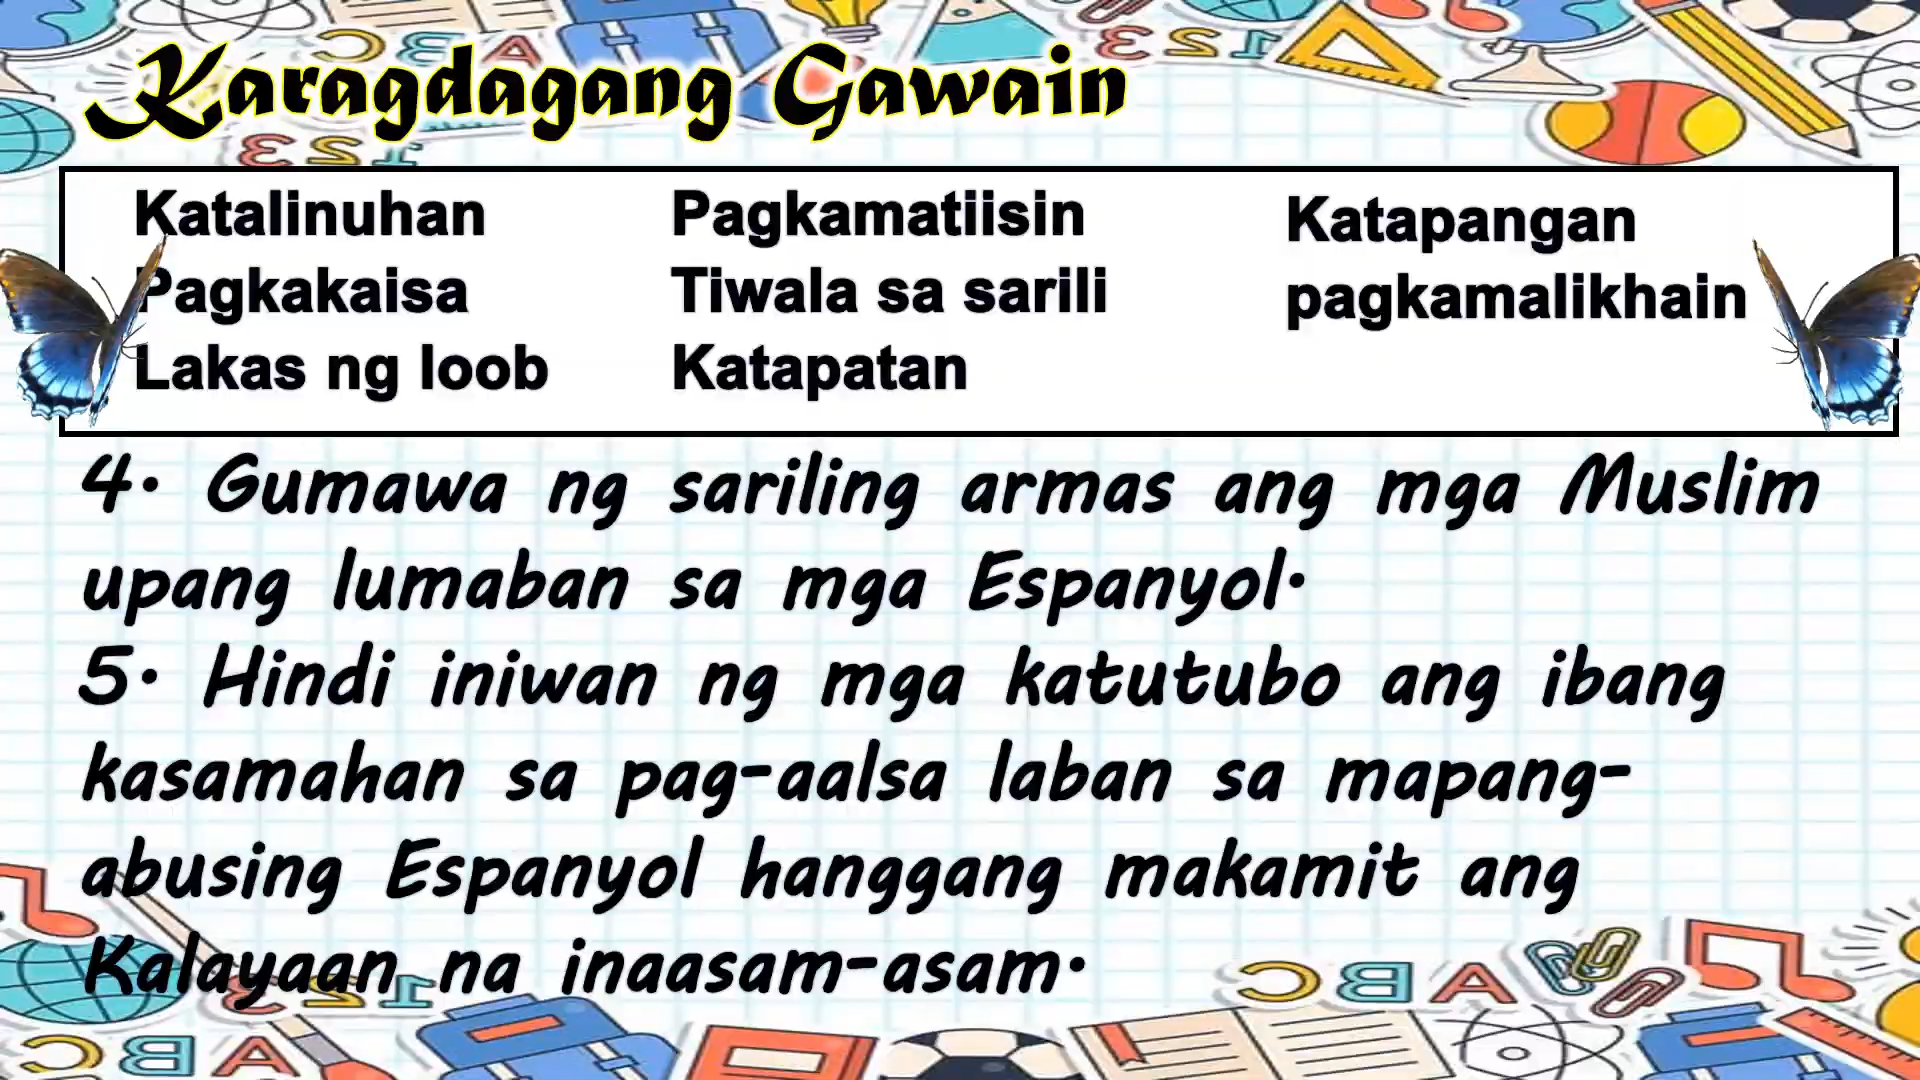 Karagdagang Gawain
Katalinuhan Pagkamatiisin Katapangan
Pagkakaisa Tiwala sa sarili pagkamalikhain
Lakas ng loob Katapatan
4. Gumawa ng sariling armas ang mga Muslim
upang lumaban sa mga Espanyol.
5. Hindi iniwan ng mga katutubo ang ibang
kasamahan sa pag-aalsa laban sa mapang-
abusing Espanyol hanggang makamit ang
Kalayaan na inaasam-asam.